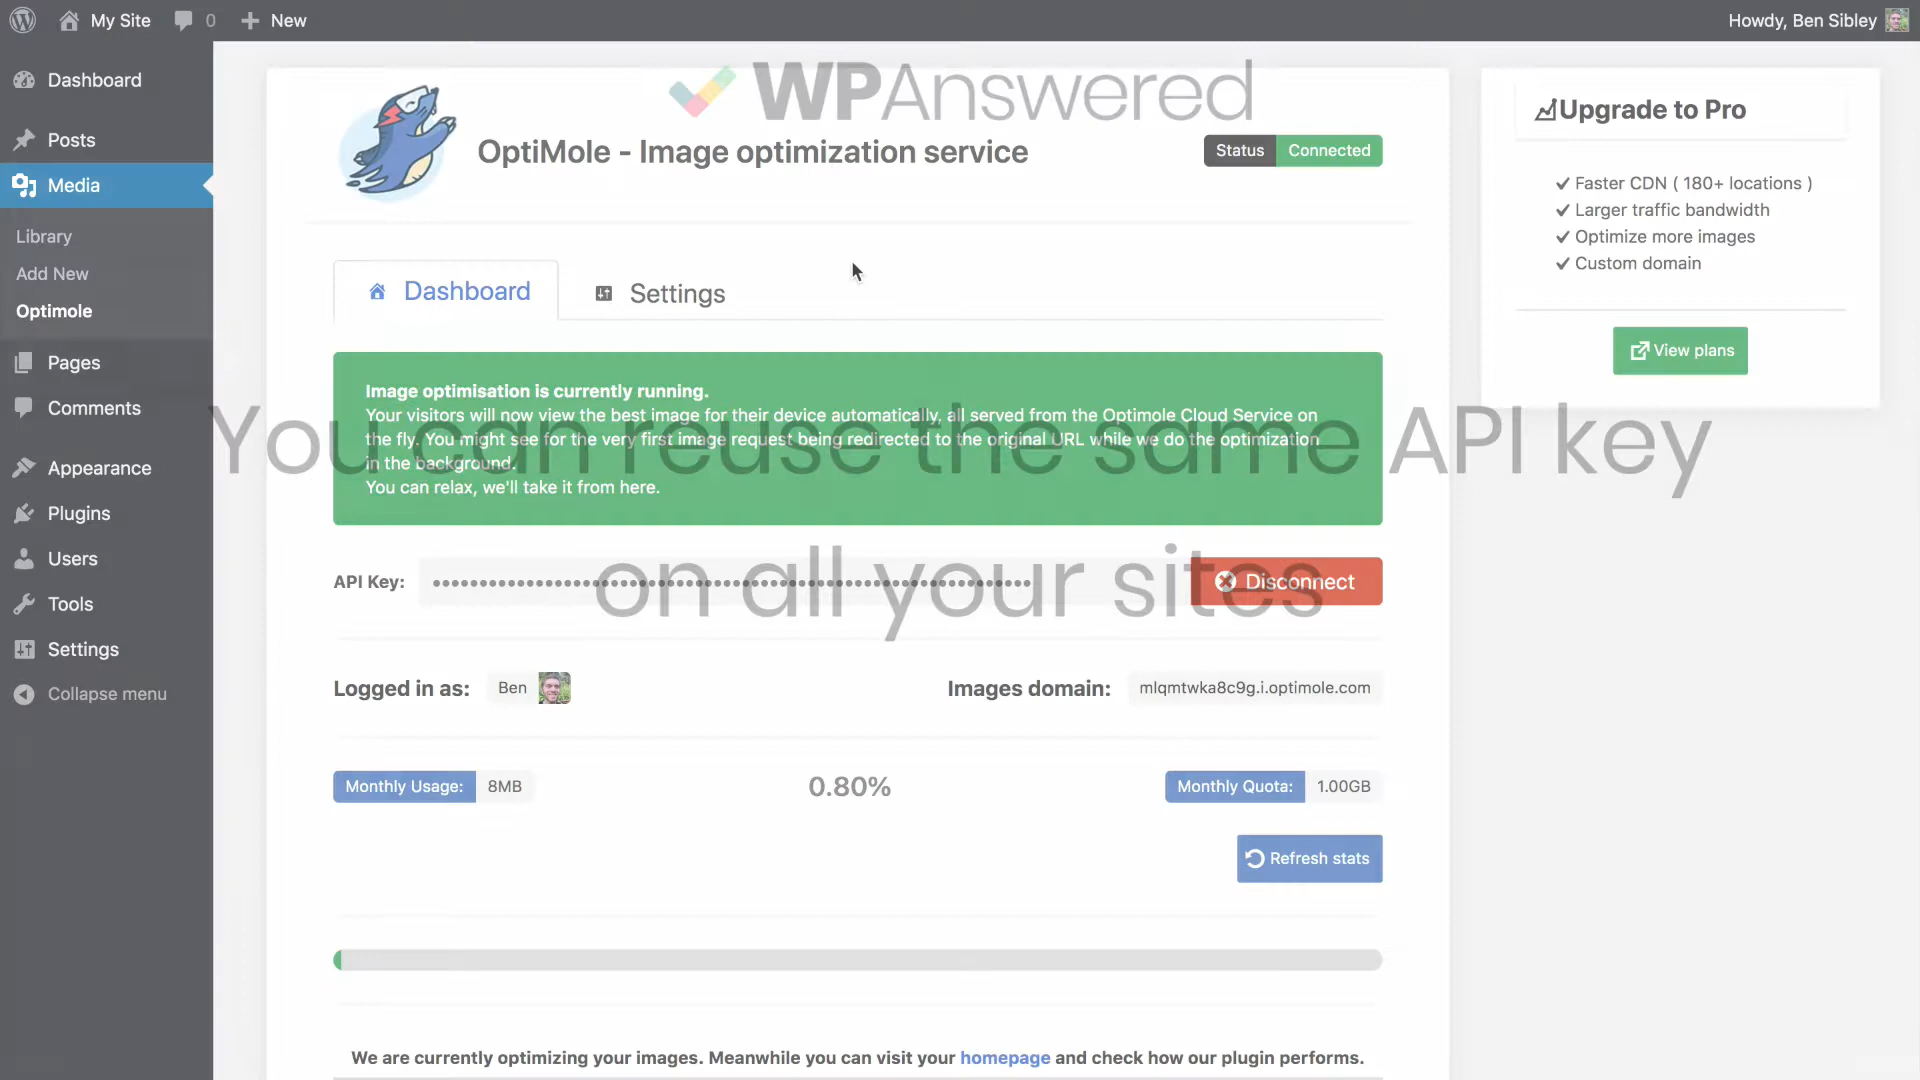 My Site
0
New
Howdy, Ben Sibley
Dashboard
Posts
Media
Library
Add New
Optimole
Pages
Comments
Appearance
Plugins
Users
Tools
Settings
Collapse menu
WPAnswered
OptiMole - Image optimization service
Status Connected
Dashboard
Settings
Image optimisation is currently running.
Your visitors will now view the best image for their device automatically, all served from the Optimole Cloud Service on
the fly. You might see for the very first image request being redirected to the original URL while we do the optimization
in the background.
You can relax, we'll take it from here.
You can reuse the same API key
on all your sites
API Key:
Disconnect
Logged in as: Ben
Images domain: mlqmtwka8c9g.i.optimole.com
Monthly Usage: 8MB
0.80%
Monthly Quota: 1.00GB
Refresh stats
We are currently optimizing your images. Meanwhile you can visit your homepage and check how our plugin performs.
Upgrade to Pro
Faster CDN ( 180+ locations )
Larger traffic bandwidth
Optimize more images
Custom domain
View plans